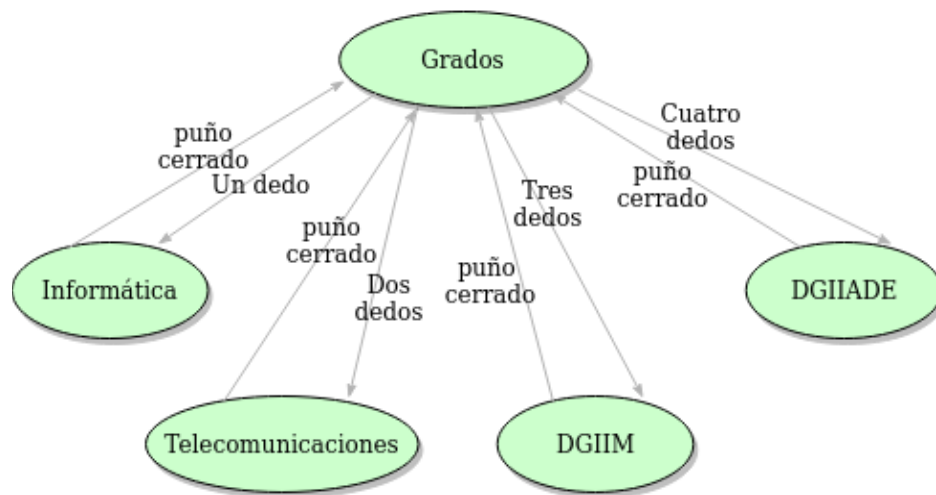 Grados
Cuatro
dedos
puño
cerrado
Un dedo
puño
cerrado
Tres
dedos
puño
cerrado
Dos
dedos
puño
cerrado
Informática
DGIIADE
Telecomunicaciones
DGIIM